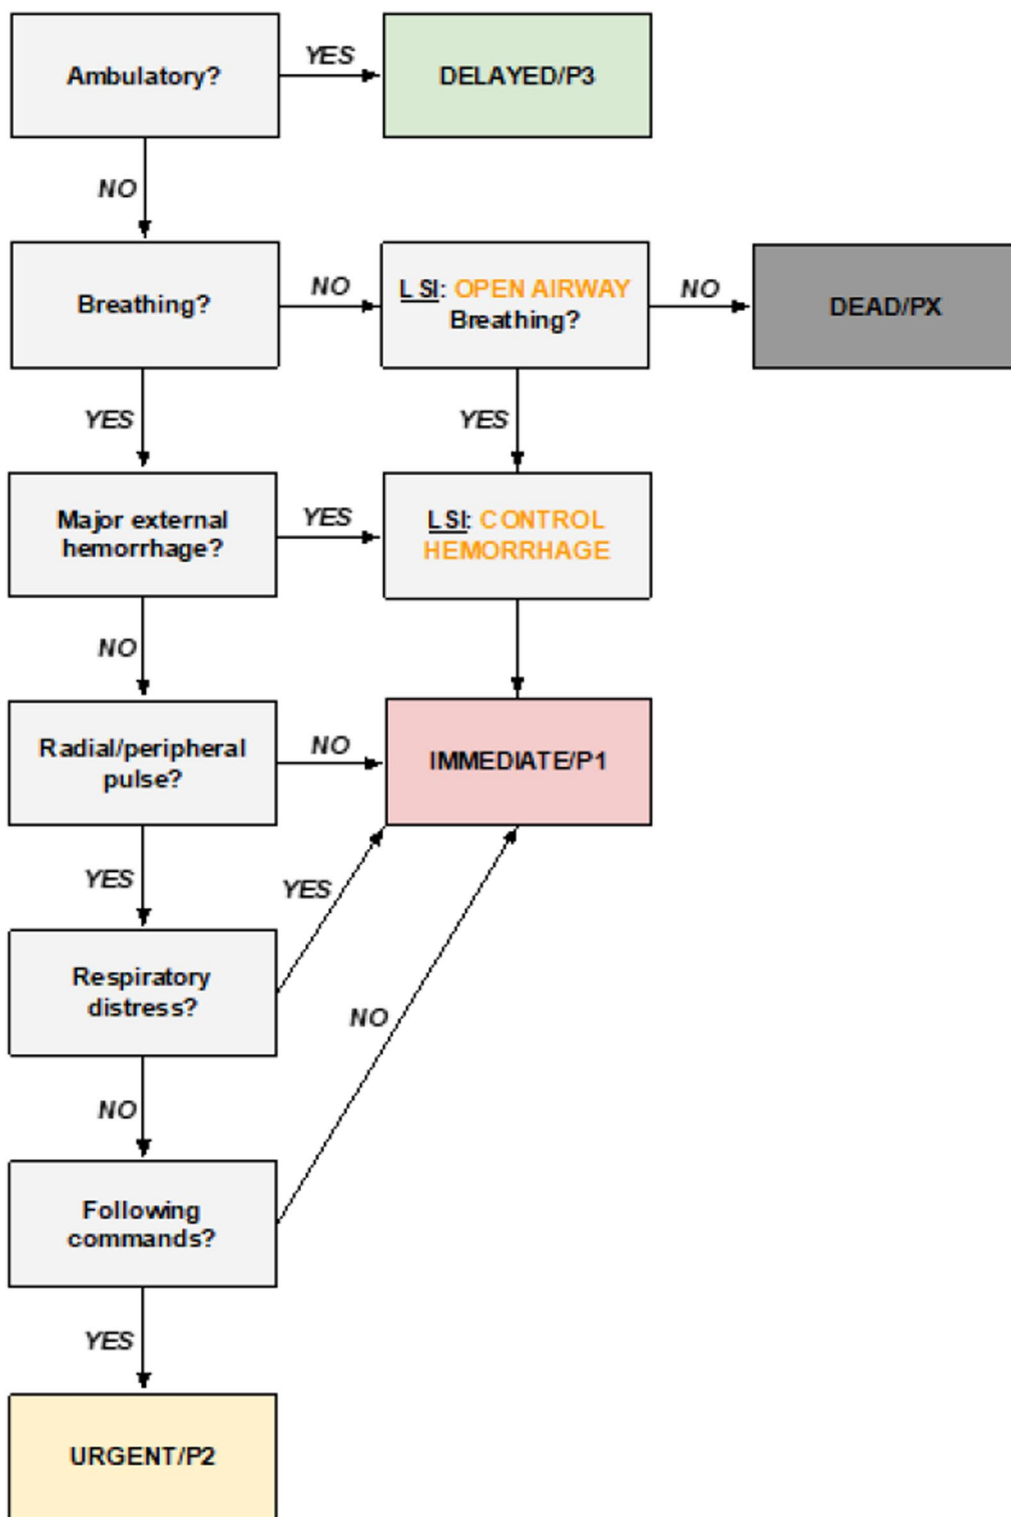 Ambulatory?
YES
DELAYED/P3
NO
Breathing?
NO
LSI: OPEN AIRWAY
Breathing?
NO
DEAD/PX
YES
YES
Major external
hemorrhage?
YES
LSI: CONTROL
HEMORRHAGE
NO
Radial/peripheral
pulse?
NO
IMMEDIATE/P1
YES
YES
Respiratory
distress?
NO
NO
Following
commands?
YES
URGENT/P2